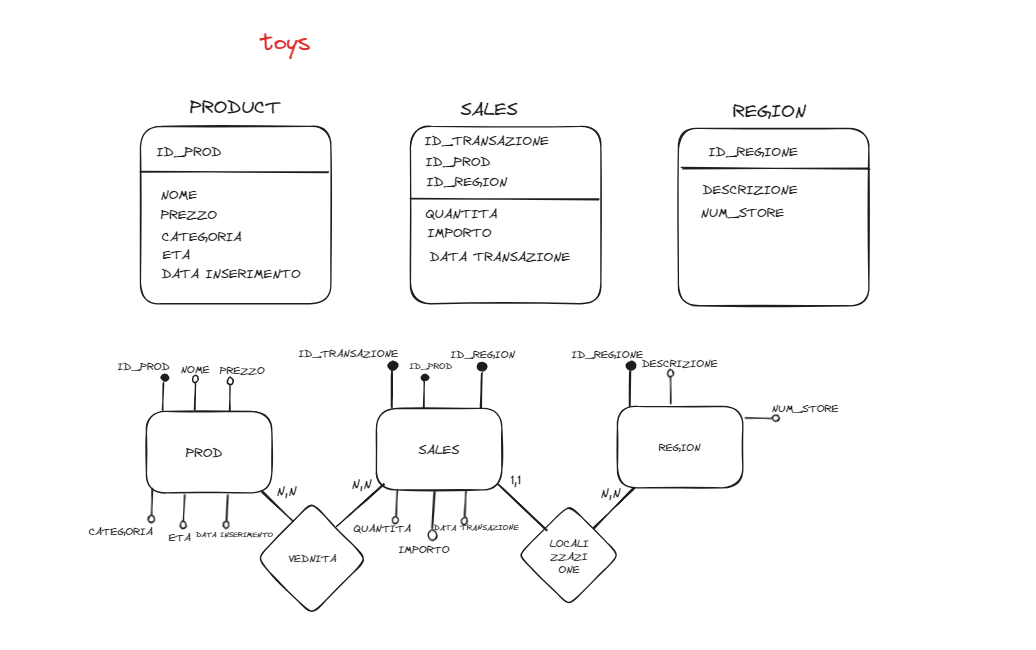 toys
PRODUCT
ID_PROD
NOME
PREZZO
CATEGORIA
ETA
DATA INSERIMENTO
SALES
ID_TRANSAZIONE
ID_PROD
ID_REGION
QUANTITA
IMPORTO
DATA TRANSAZIONE
REGION
ID_REGIONE
DESCRIZIONE
NUM_STORE
ID_PROD
NOME
PREZZO
PROD
CATEGORIA
ETA
DATA INSERIMENTO
N,N
VEDNITA
N,N
ID_TRANSAZIONE
ID_PROD
ID_REGION
SALES
QUANTITA
IMPORTO
DATA TRANSAZIONE
1,1
LOCALI
ZZAZI
ONE
N,N
ID_REGIONE
DESCRIZIONE
NUM_STORE
REGION